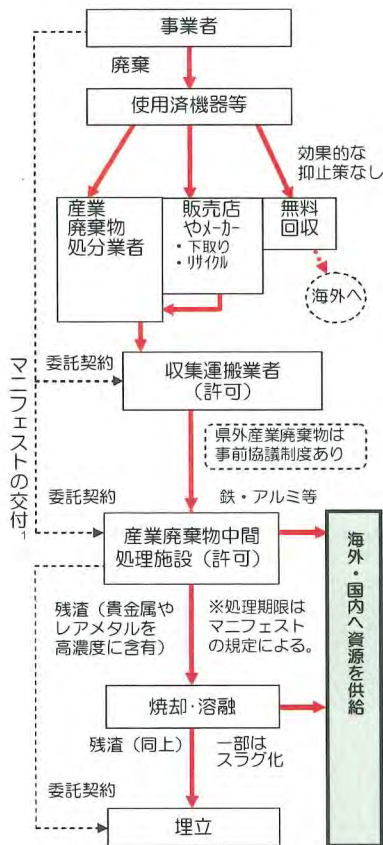 事業者
廃棄
使用済機器等
効果的な
抑止策なし
産業
廃棄物
処分業者
販売店
やメーカー
・下取り
・リサイクル
無料
回収
海外へ
マニフェストの交付1
委託契約
収集運搬業者
(許可)
県外産業廃棄物は
事前協議制度あり
委託契約
鉄・アルミ等
産業廃棄物中間
処理施設(許可)
海外・国内へ資源を供給
残渣(貴金属や
レアメタルを
高濃度に含有)
※処理期限は
マニフェスト
の規定による。
焼却・溶融
残渣(同上)
一部は
スラグ化
委託契約
埋立